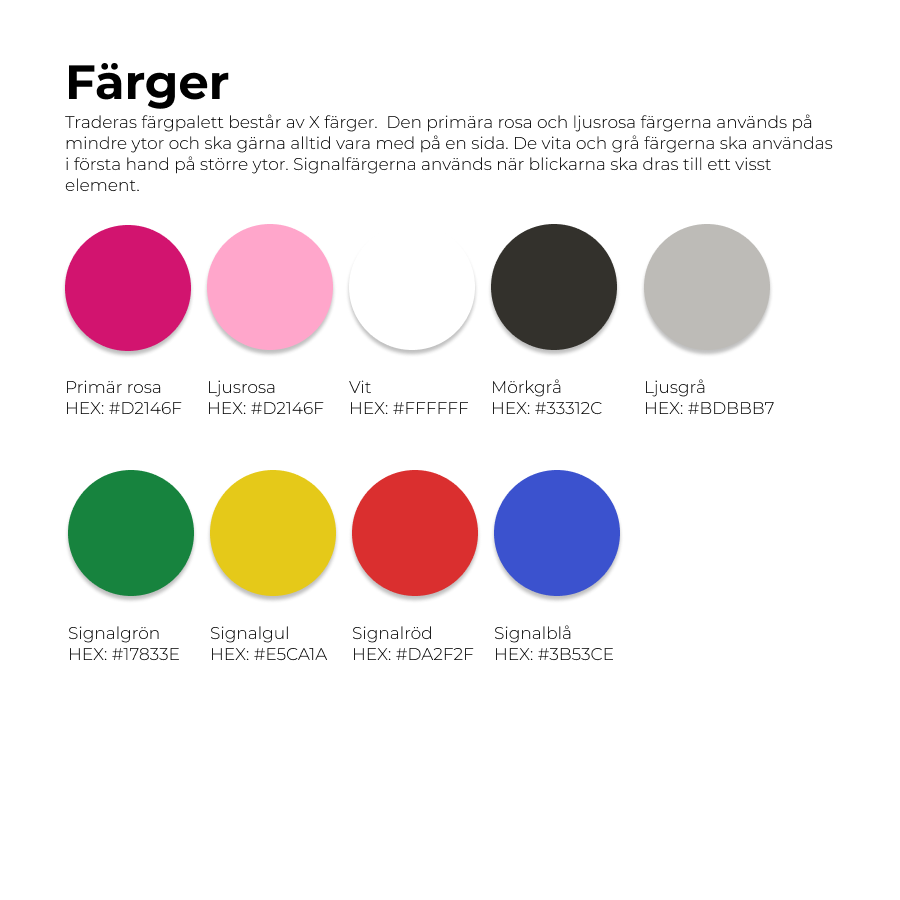 Färger
Traderas färgpalett består av X färger.  Den primära rosa och ljusrosa färgerna används på
mindre ytor och ska gärna alltid vara med på en sida. De vita och grå färgerna ska användas
i första hand på större ytor. Signalfärgerna används när blickarna ska dras till ett visst
element.
Primär rosa
HEX: #D2146F
Ljusrosa
HEX: #D2146F
Vit
HEX: #FFFFFF
Mörkgrå
HEX: #33312C
Ljusgrå
HEX: #BDBBB7
Signalgrön
HEX: #17833E
Signalgul
HEX: #E5CA1A
Signalröd
HEX: #DA2F2F
Signalblå
HEX: #3B53CE